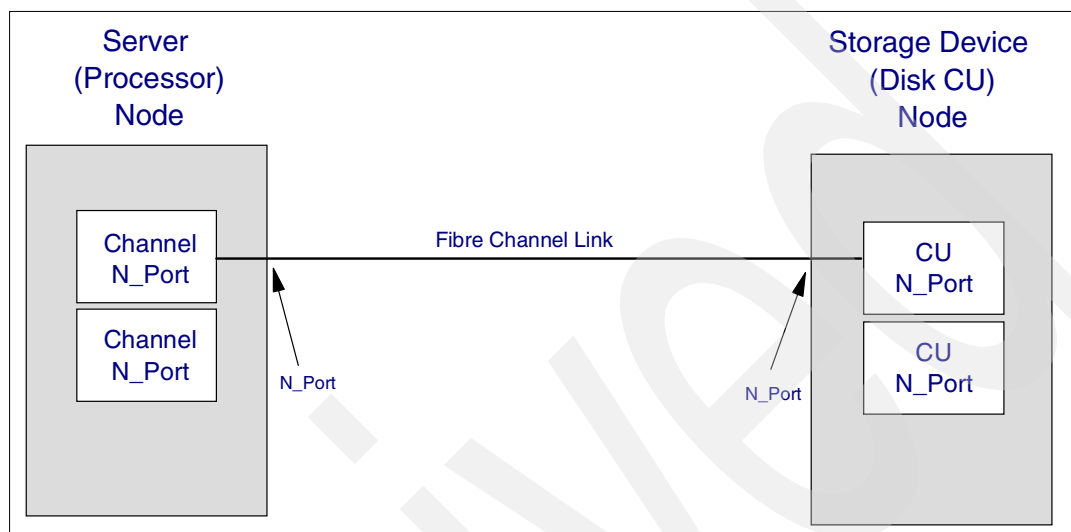 Server
(Processor)
Node
Storage Device
(Disk CU)
Node
Channel
N_Port
Channel
N_Port
Fibre Channel Link
N_Port
N_Port
CU
N_Port
CU
N_Port